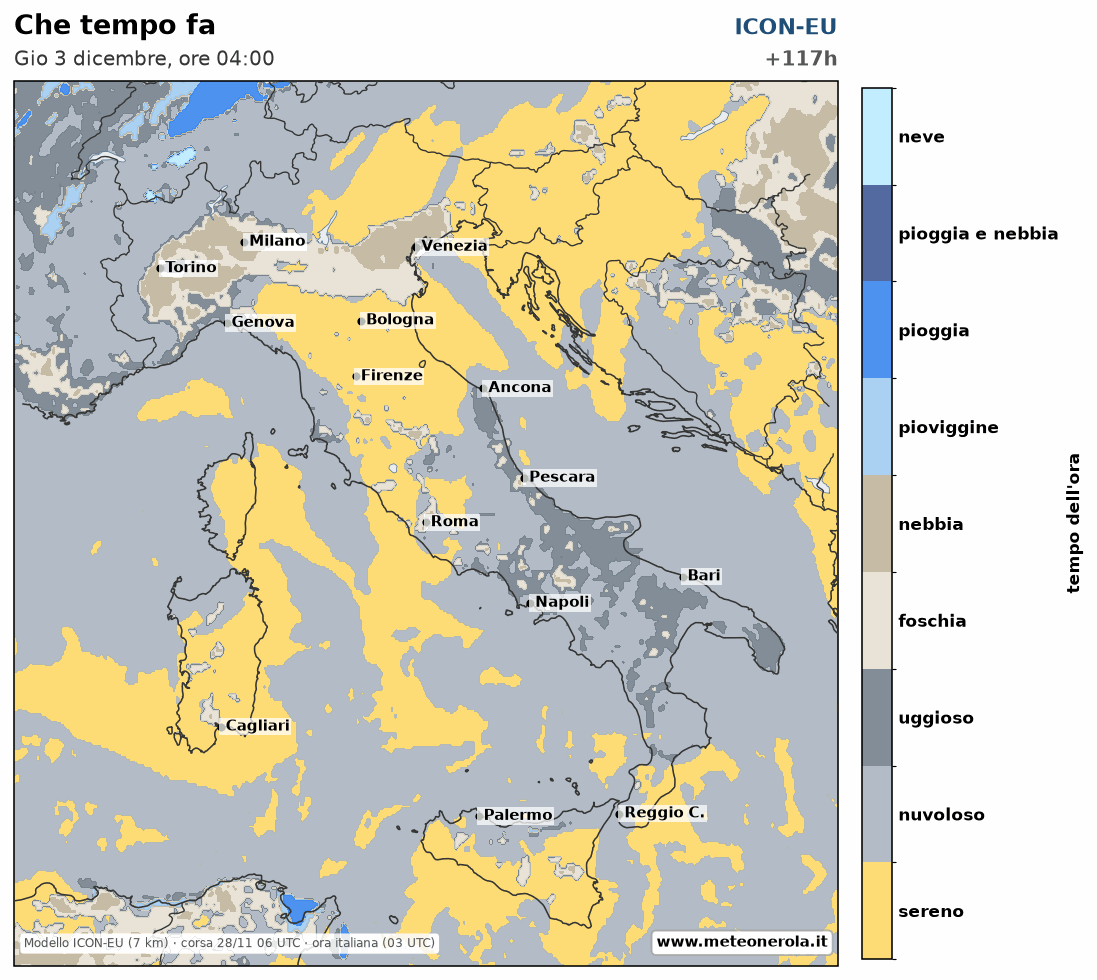 Che tempo fa
ICON-EU
Gio 3 dicembre, ore 04:00
+117h
neve
pioggia e nebbia
pioggia
pioviggine
nebbia
foschia
uggioso
nuvoloso
sereno
tempo dell'ora
Milano
Venezia
Torino
Genova
Bologna
Firenze
Ancona
Pescara
Roma
Bari
Napoli
Cagliari
Palermo
Reggio C.
Modello ICON-EU (7 km) · corsa 28/11 06 UTC · ora italiana (03 UTC)
www.meteonerola.it